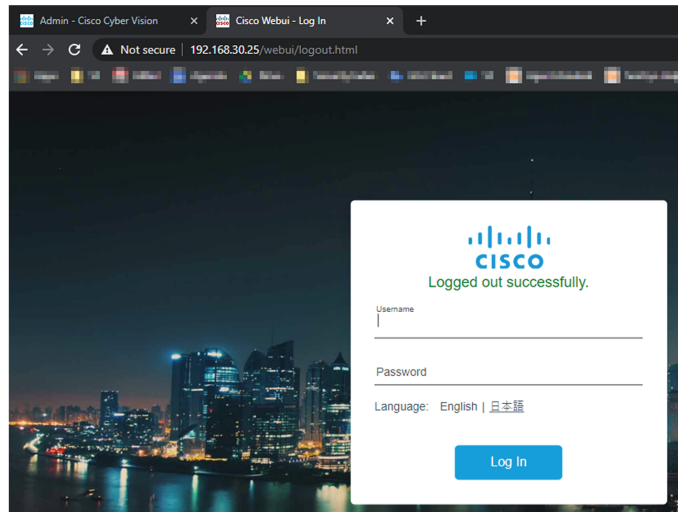 Admin - Cisco Cyber Vision
Cisco Webui - Log In
Not secure | 192.168.30.25/webui/logout.html
CISCO
Logged out successfully.
Username
Password
Language: English | 日本語
Log In